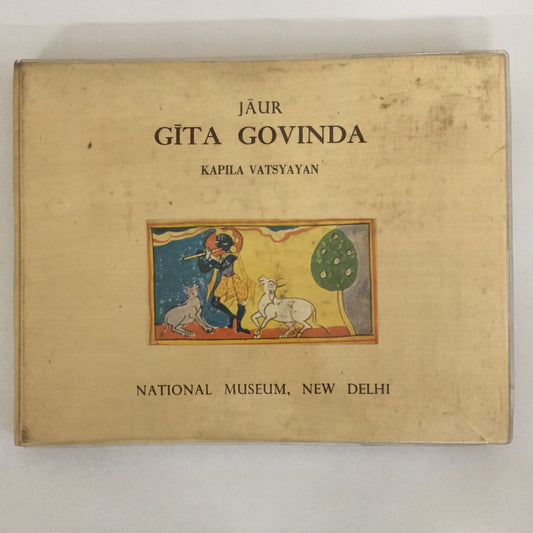 JĀUR
GĪTA GOVINDA
KAPILA VATSYAYAN
NATIONAL MUSEUM, NEW DELHI